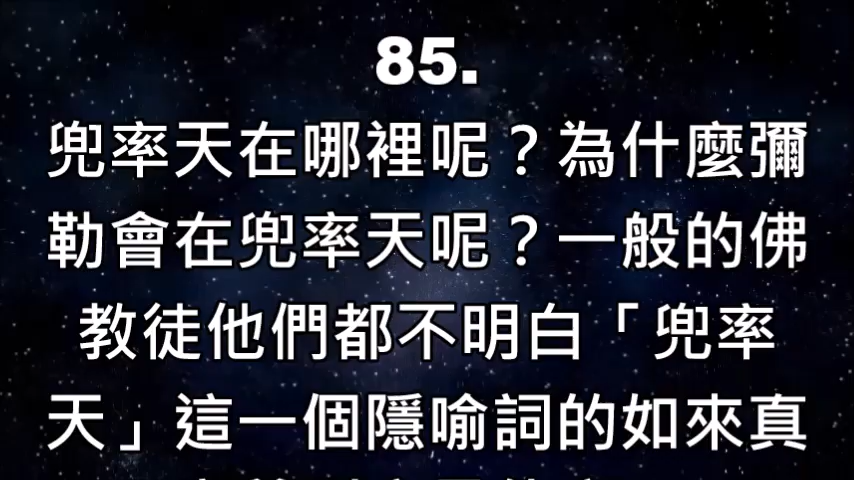 85.
兜率天在哪裡呢？為什麼彌
勒會在兜率天呢？一般的佛
教徒他們都不明白「兜率
天」這一個隱喻詞的如來真